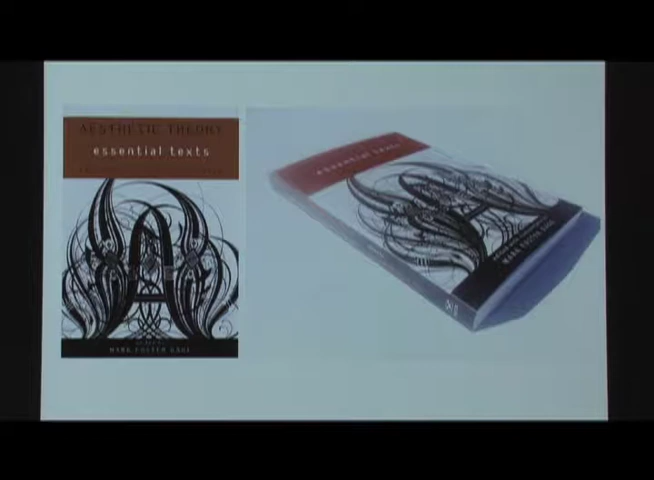 AESTHETIC THEORY
essential texts
MARK FOSTER GAGE
essential texts
MARK FOSTER GAGE